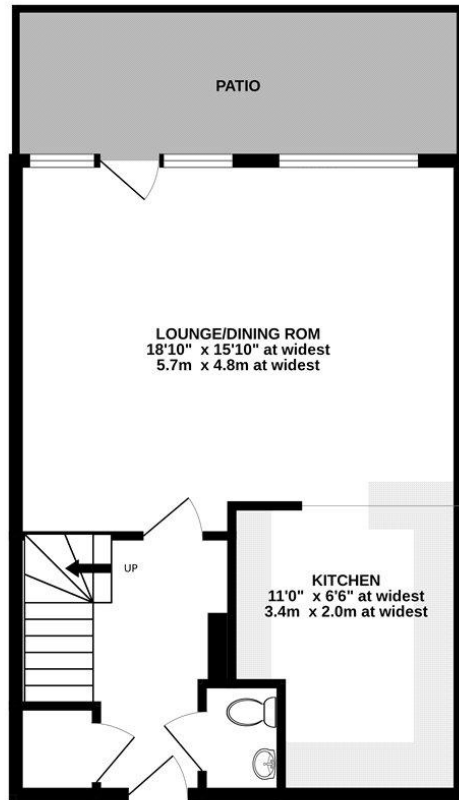 PATIO
LOUNGE/DINING ROM
18'10" x 15'10" at widest
5.7m x 4.8m at widest
UP
KITCHEN
11'0" x 6'6" at widest
3.4m x 2.0m at widest